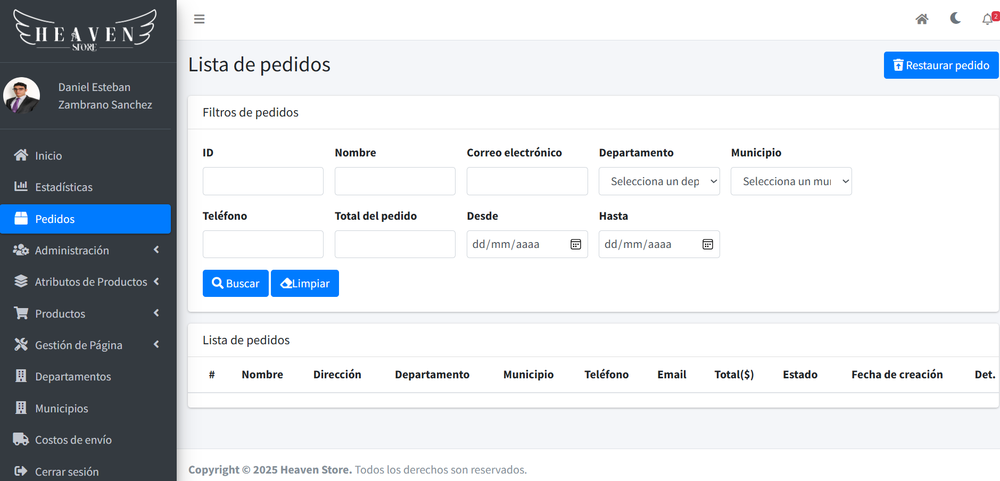 HEAVEN
STORE
2
Daniel Esteban
Zambrano Sanchez
Inicio
Estadísticas
Pedidos
Administración
Atributos de Productos
Productos
Gestión de Página
Departamentos
Municipios
Costos de envío
Cerrar sesión
Lista de pedidos
Restaurar pedido
Filtros de pedidos
ID Nombre Correo electrónico Departamento Municipio
Selecciona un dep Selecciona un mu
Teléfono Total del pedido Desde Hasta
dd/mm/aaaa dd/mm/aaaa
Buscar Limpiar
Lista de pedidos
# Nombre Dirección Departamento Municipio Teléfono Email Total($) Estado Fecha de creación Det.
Copyright © 2025 Heaven Store. Todos los derechos son reservados.